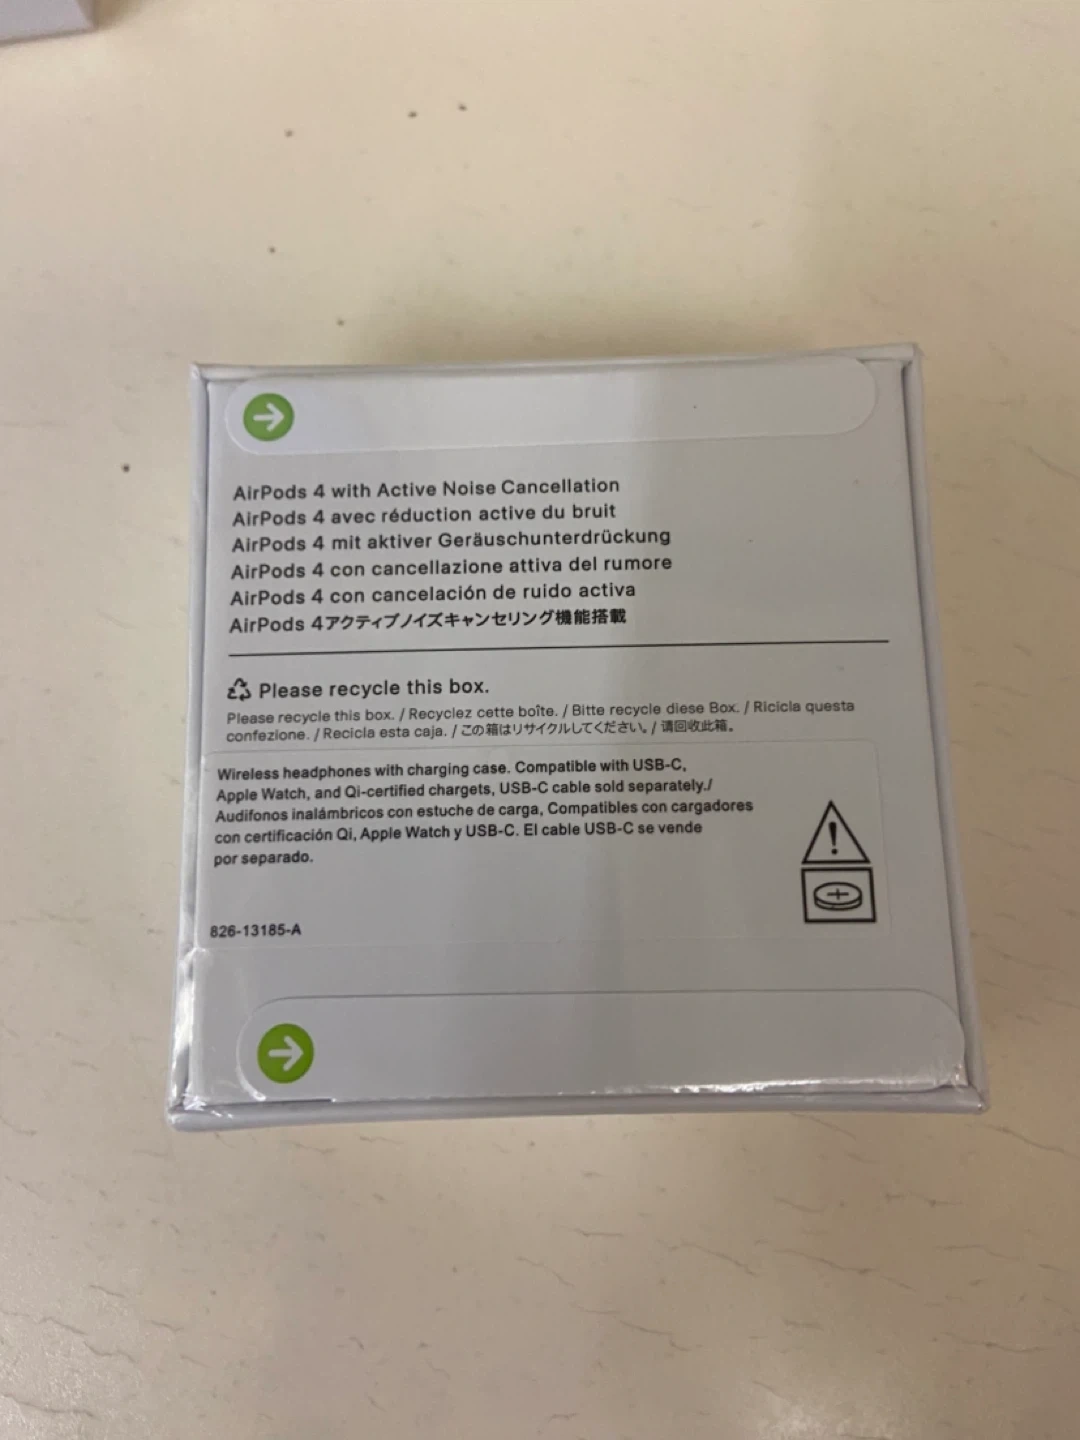 AirPods 4 with Active Noise Cancellation
AirPods 4 avec réduction active du bruit
AirPods 4 mit aktiver Geräuschunterdrückung
AirPods 4 con cancellazione attiva del rumore
AirPods 4 con cancelación de ruido activa
AirPods 4アクティブノイズキャンセリング機能搭載
Please recycle this box.
Please recycle this box. / Recyclez cette boîte. / Bitte recycle diese Box. / Ricicla questa
confezione. / Recicla esta caja. / この箱はリサイクルしてください。/ 请回收此箱。
Wireless headphones with charging case. Compatible with USB-C,
Apple Watch, and Qi-certified chargets, USB-C cable sold separately./
Audifonos inalámbricos con estuche de carga, Compatibles con cargadores
con certificación Qi, Apple Watch y USB-C. El cable USB-C se vende
por separado.
826-13185-A